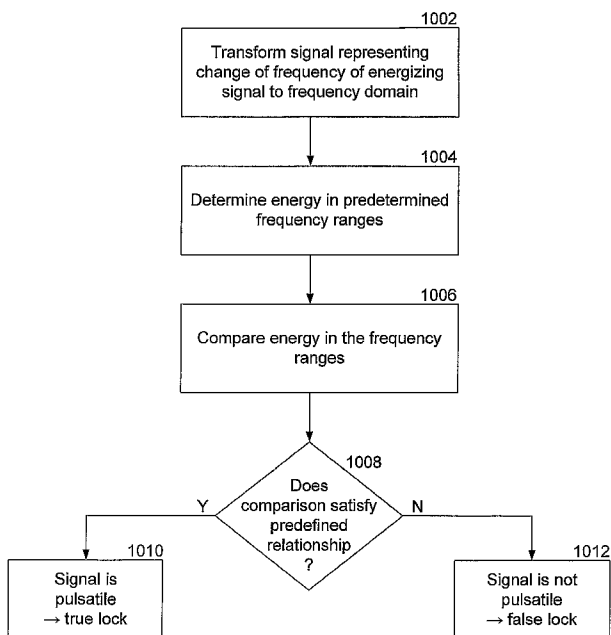 1002
Transform signal representing
change of frequency of energizing
signal to frequency domain
1004
Determine energy in predetermined
frequency ranges
1006
Compare energy in the frequency
ranges
1008
Does
comparison satisfy
predefined
relationship
?
Y
N
1010
Signal is
pulsatile
→ true lock
1012
Signal is not
pulsatile
→ false lock